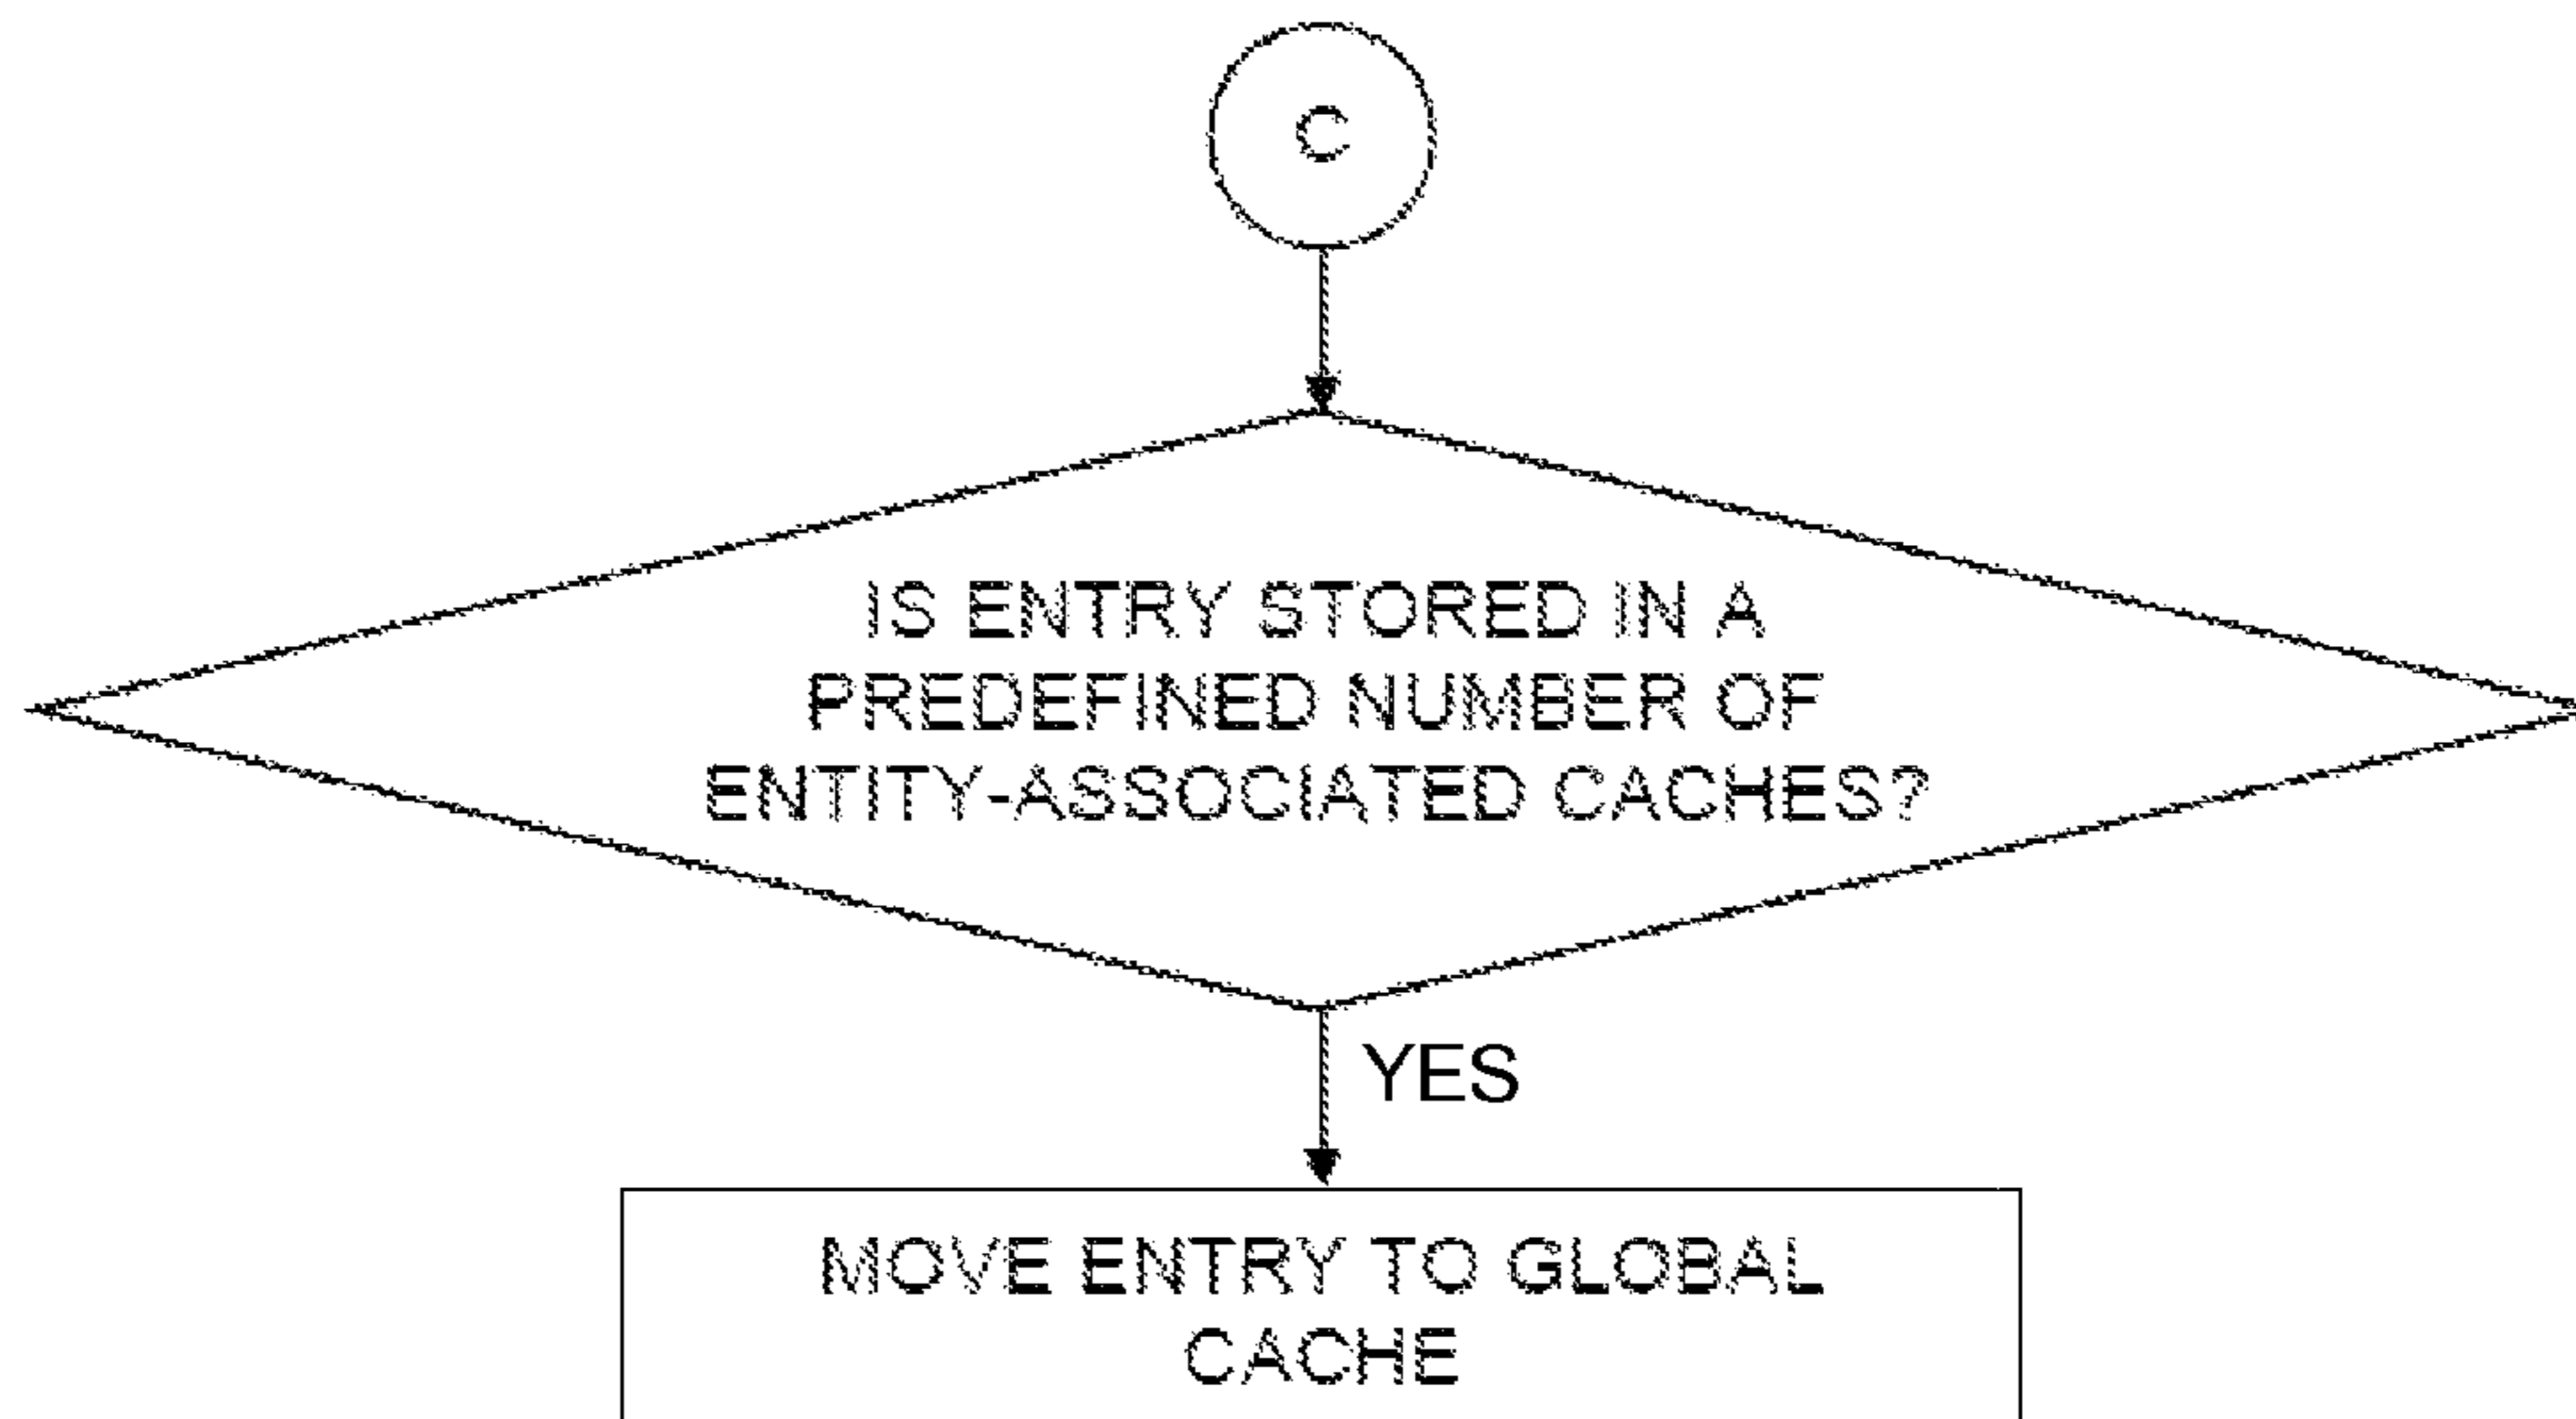 C
IS ENTRY STORED IN A
PREDEFINED NUMBER OF
ENTITY-ASSOCIATED CACHES?
YES
MOVE ENTRY TO GLOBAL
CACHE